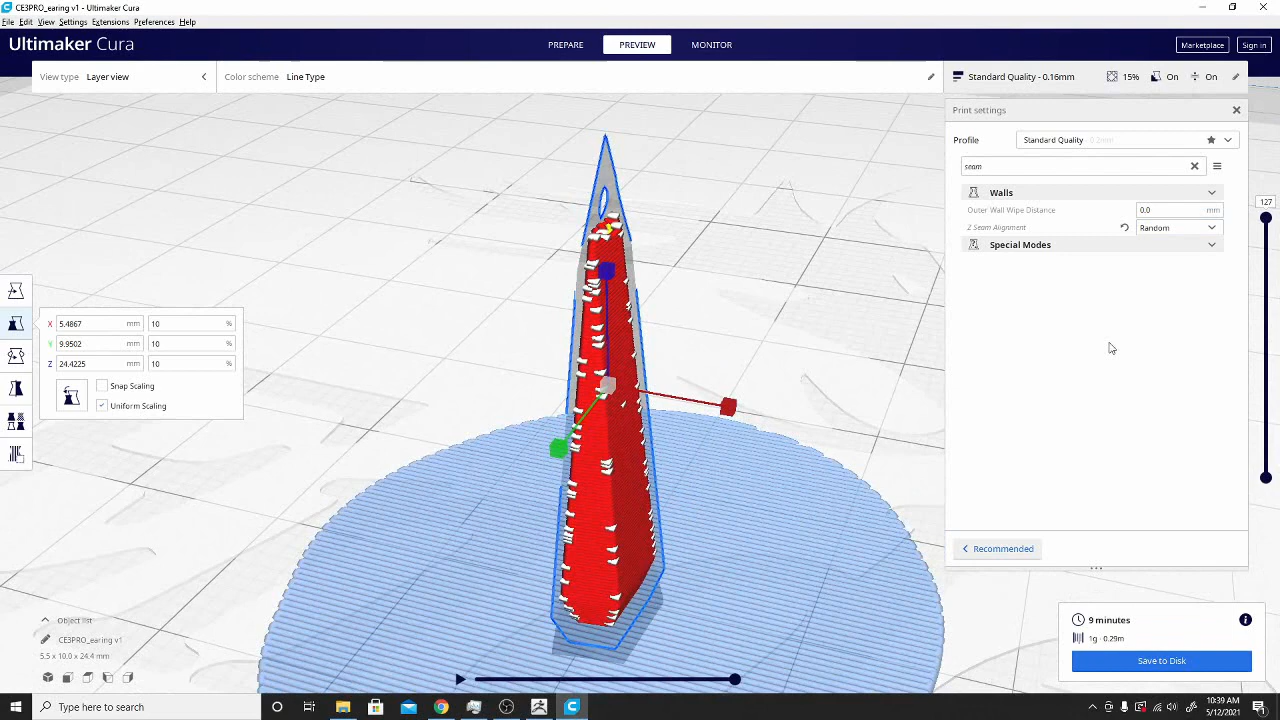 CE3PRO_earing v1 - Ultimaker Cura
File Edit View Settings Extensions Preferences Help
Ultimaker Cura
PREPARE PREVIEW MONITOR
Marketplace Sign in
View type Layer view
Color scheme Line Type
Standard Quality - 0.16mm 15% On On
Print settings
Profile Standard Quality 0.2mm
seam
Walls
Outer Wall Wipe Distance 0.0 mm
Z Seam Alignment Random
Special Modes
127
X 5.4867 mm 10 %
Y 9.9502 mm 10 %
Z 24.4225 mm 10 %
Snap Scaling
Uniform Scaling
Recommended
Object list
CE3PRO_earing v1
5.5 x 10.0 x 24.4 mm
9 minutes
1g · 0.29m
Save to Disk
Type here to search
10:39 AM
5/12/2021